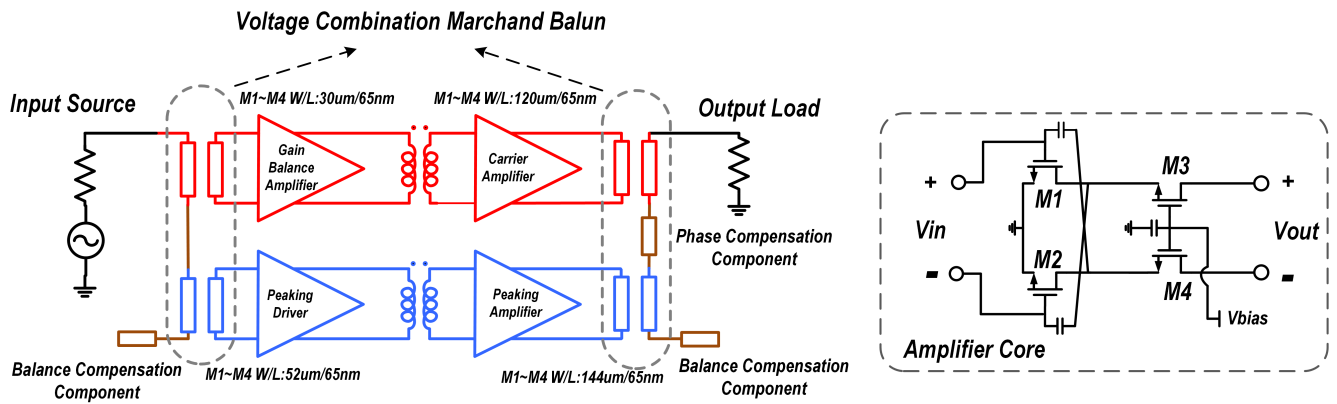 Voltage Combination Marchand Balun
Input Source
M1~M4 W/L:30um/65nm
M1~M4 W/L:120um/65nm
Output Load
Gain
Balance
Amplifier
Carrier
Amplifier
Phase Compensation
Component
Peaking
Driver
Peaking
Amplifier
Balance Compensation
Component
M1~M4 W/L:52um/65nm
M1~M4 W/L:144um/65nm
Balance Compensation
Component
+
Vin
-
M1
M2
M3
M4
+
Vout
-
Vbias
Amplifier Core